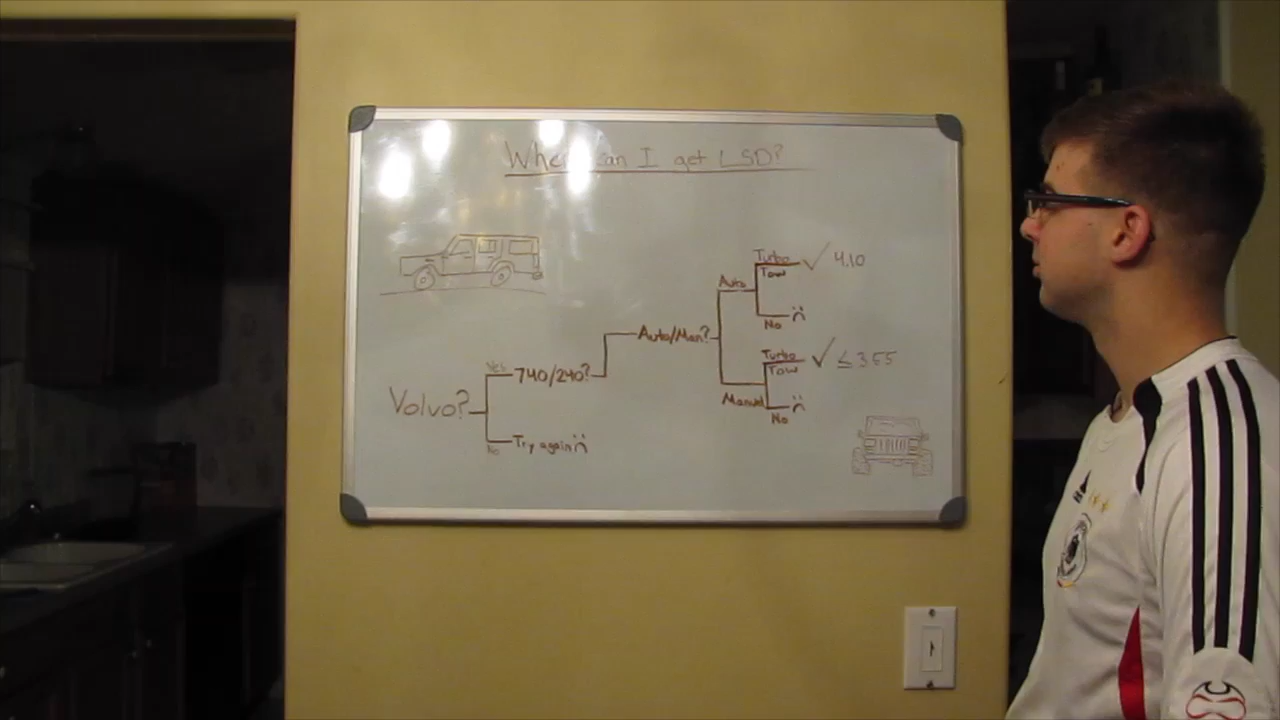 can I get LSD?
Turbo
Tow
✓ 4.10
Auto
No :(
Auto/Man?
Turbo
Tow
✓ ≤ 3.55
Manual
No :(
Yes
740/240?
Volvo?
No
Try again :(